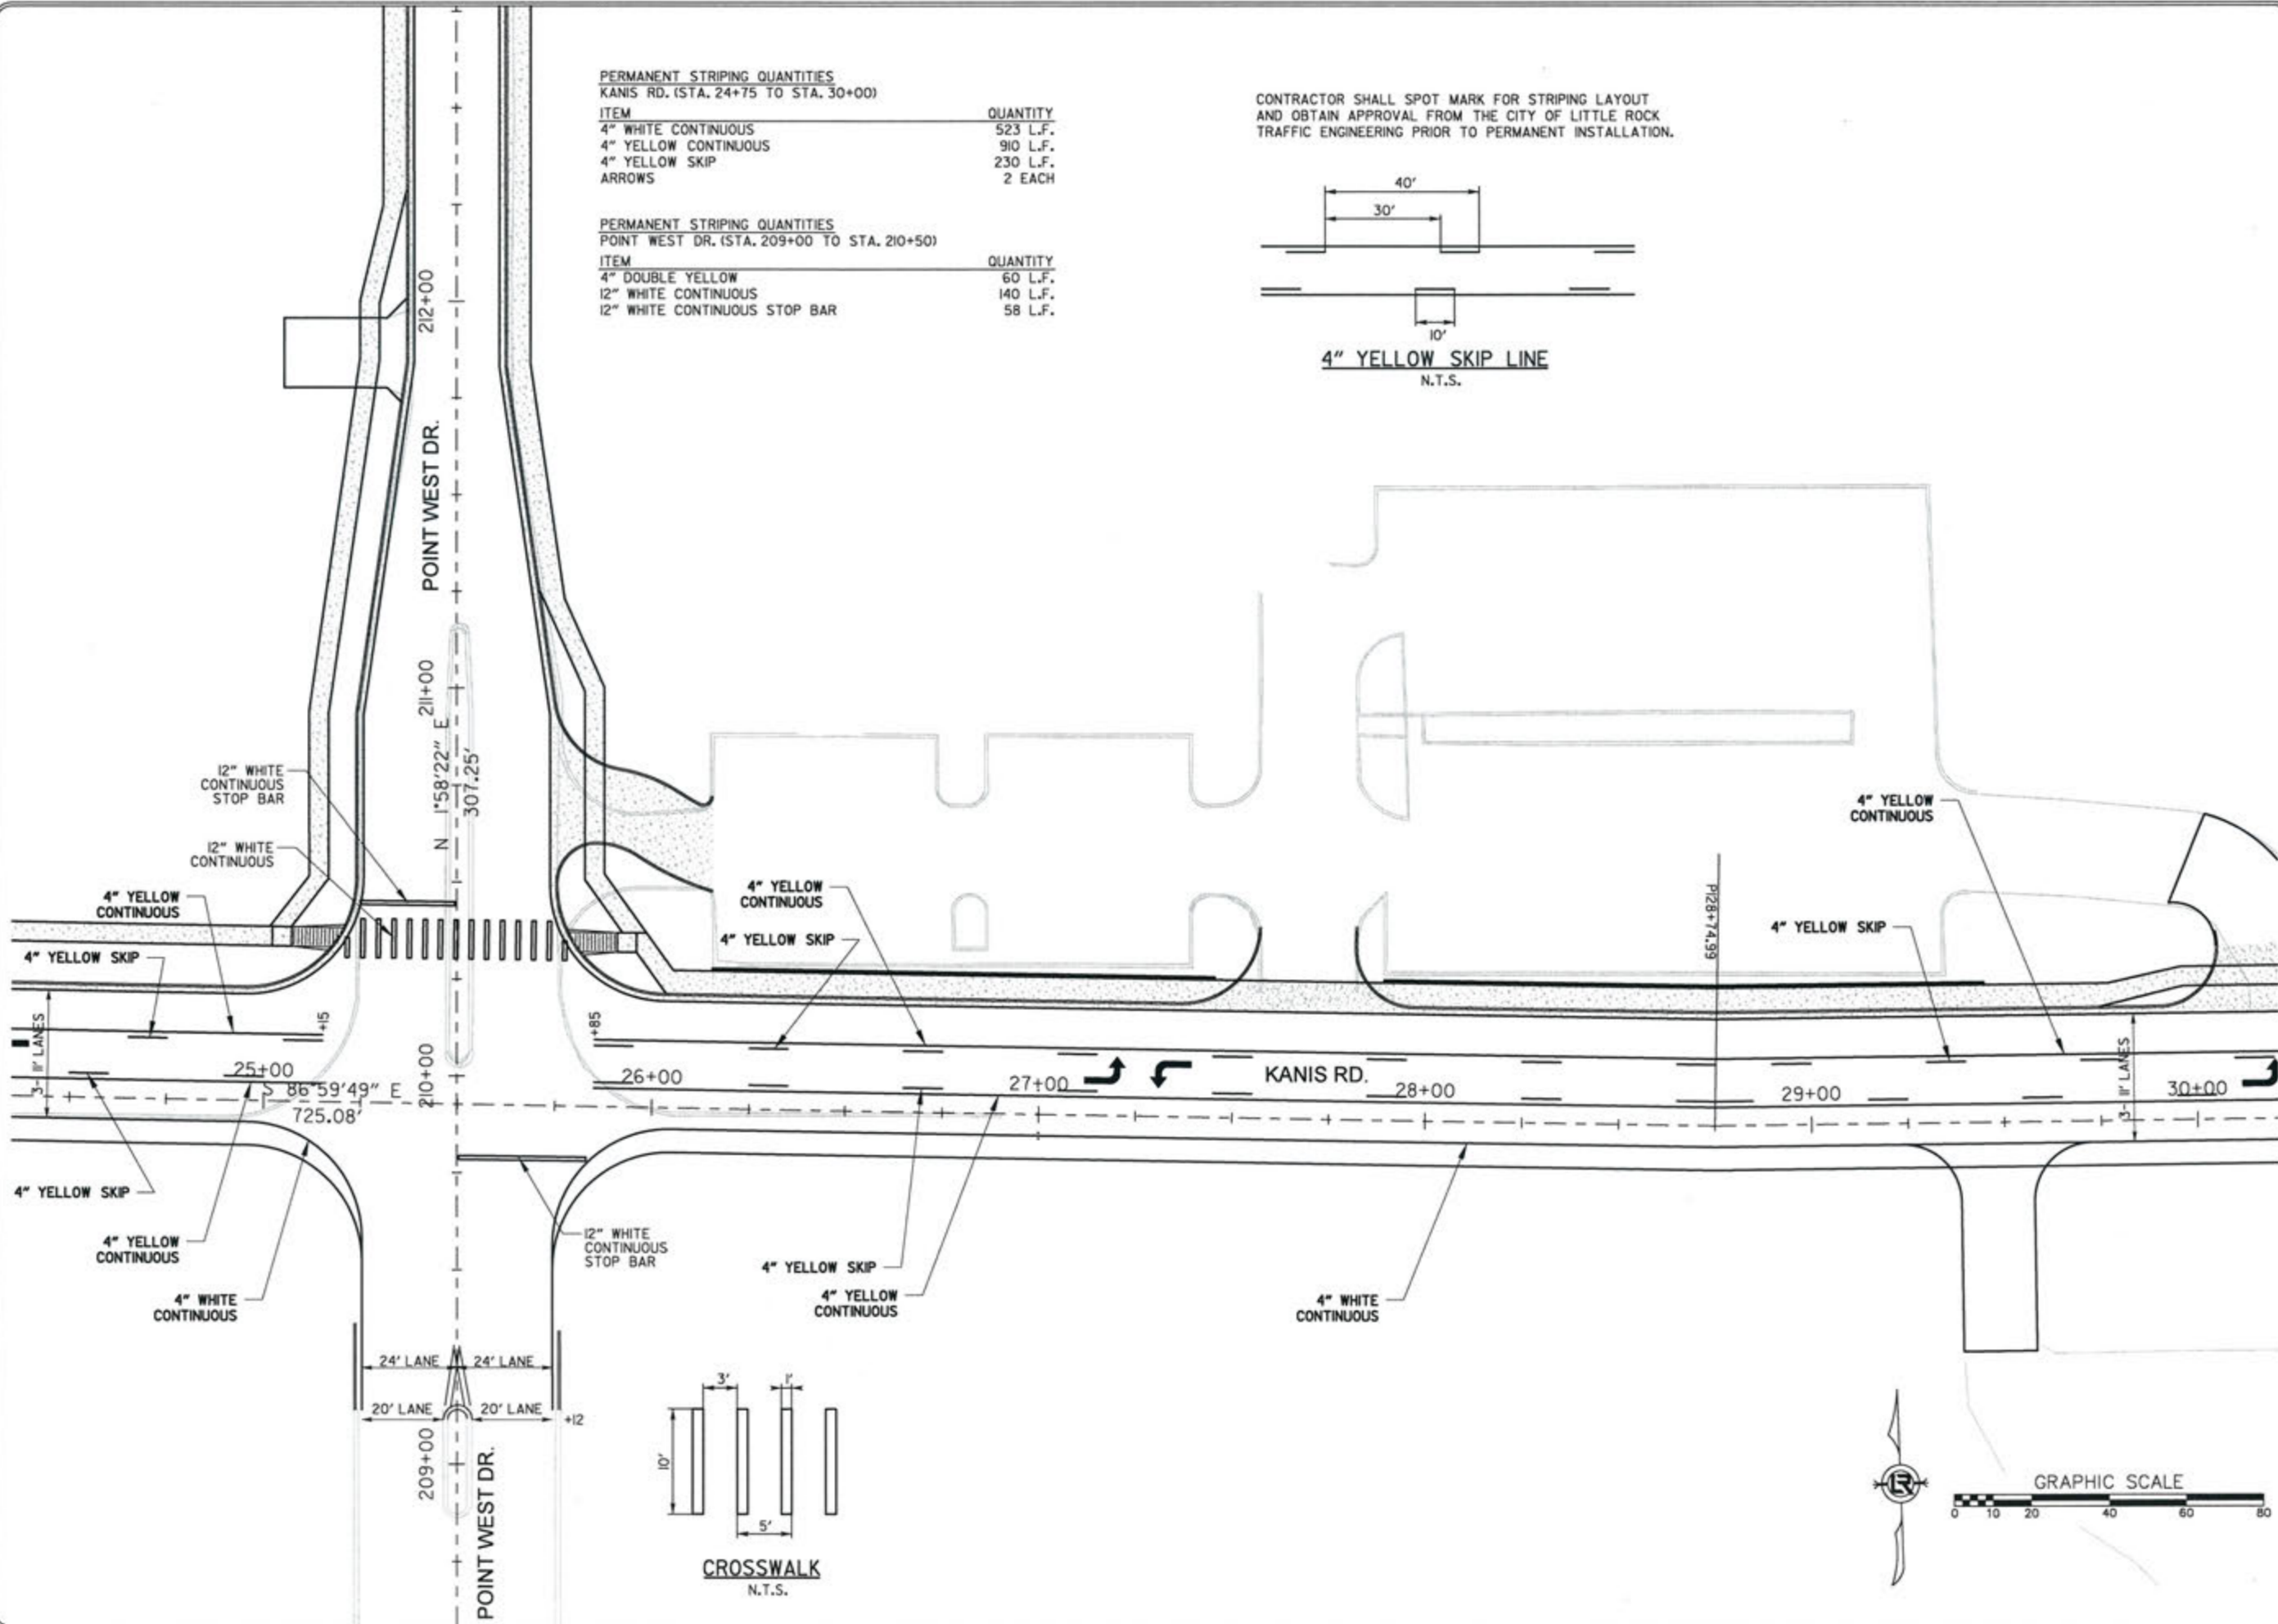 PERMANENT STRIPING QUANTITIES
KANIS RD. (STA. 24+75 TO STA. 30+00)
ITEM QUANTITY
4" WHITE CONTINUOUS 523 L.F.
4" YELLOW CONTINUOUS 910 L.F.
4" YELLOW SKIP 230 L.F.
ARROWS 2 EACH
PERMANENT STRIPING QUANTITIES
POINT WEST DR. (STA. 209+00 TO STA. 210+50)
ITEM QUANTITY
4" DOUBLE YELLOW 60 L.F.
12" WHITE CONTINUOUS 140 L.F.
12" WHITE CONTINUOUS STOP BAR 58 L.F.
CONTRACTOR SHALL SPOT MARK FOR STRIPING LAYOUT
AND OBTAIN APPROVAL FROM THE CITY OF LITTLE ROCK
TRAFFIC ENGINEERING PRIOR TO PERMANENT INSTALLATION.
40'
30'
10'
4" YELLOW SKIP LINE
N.T.S.
212+00
POINT WEST DR.
211+00
N 1°58'22" E
307.25'
12" WHITE
CONTINUOUS
STOP BAR
12" WHITE
CONTINUOUS
4" YELLOW
CONTINUOUS
4" YELLOW SKIP
4" YELLOW
CONTINUOUS
4" YELLOW SKIP
PI28+74.99
4" YELLOW
CONTINUOUS
4" YELLOW SKIP
3- 11' LANES
+15
+85
210+00
25+00
S 86°59'49" E
725.08'
26+00
27+00
KANIS RD.
28+00
29+00
3- 11' LANES
30+00
4" YELLOW SKIP
4" YELLOW
CONTINUOUS
4" WHITE
CONTINUOUS
12" WHITE
CONTINUOUS
STOP BAR
4" YELLOW SKIP
4" YELLOW
CONTINUOUS
4" WHITE
CONTINUOUS
24' LANE 24' LANE
20' LANE 20' LANE +12
209+00
POINT WEST DR.
3' 1'
10'
5'
CROSSWALK
N.T.S.
LR
GRAPHIC SCALE
0 10 20 40 60 80